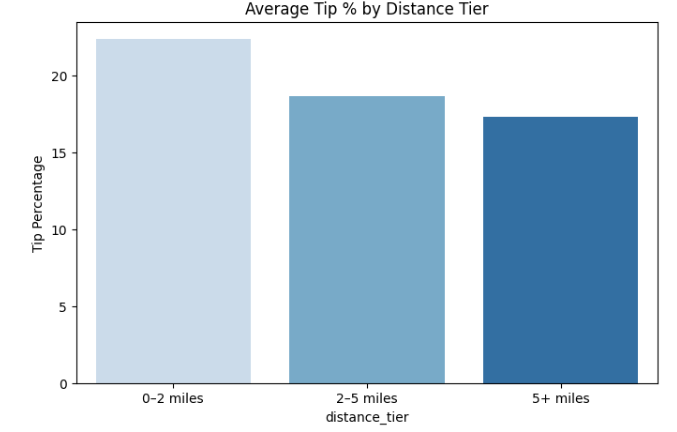 Average Tip % by Distance Tier
Tip Percentage
20
15
10
5
0
0–2 miles
2–5 miles
5+ miles
distance_tier